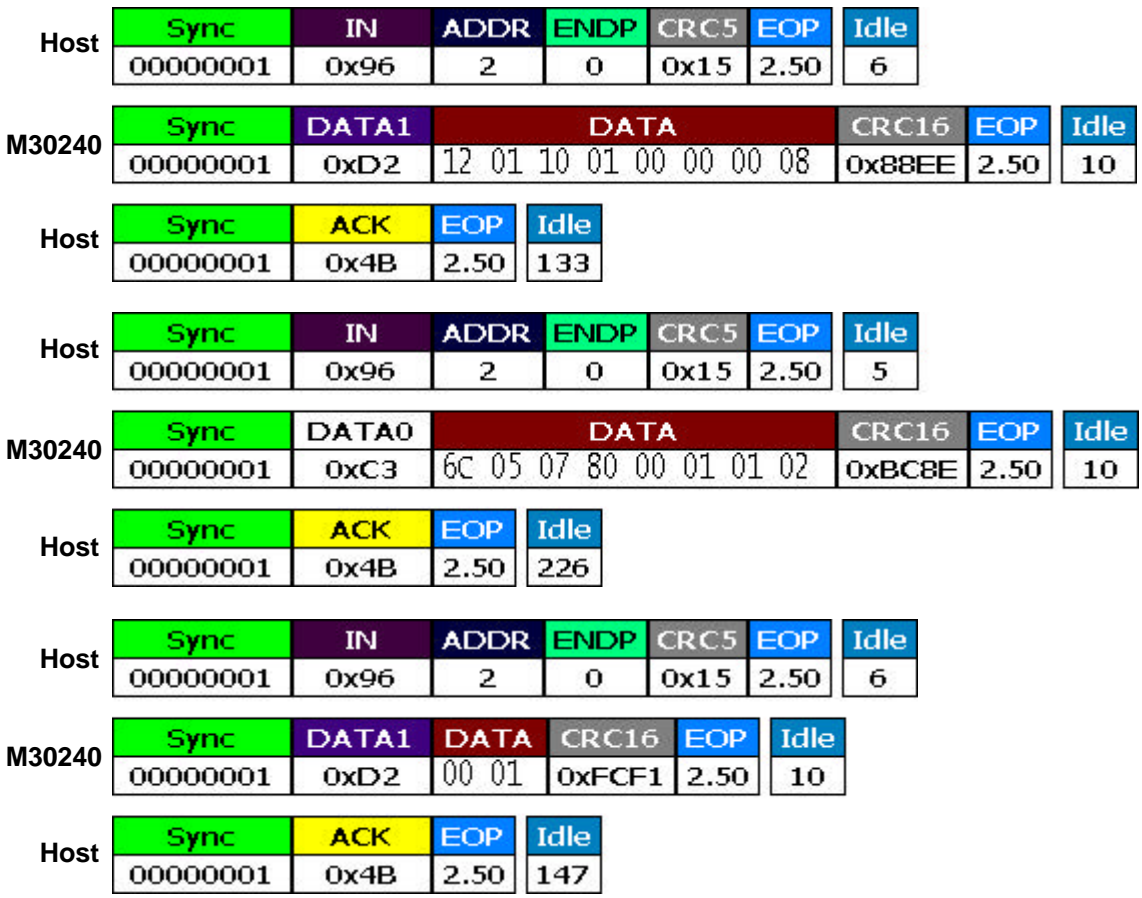 Host Sync IN ADDR ENDP CRC5 EOP Idle
00000001 0x96 2 0 0x15 2.50 6
M30240 Sync DATA1 DATA CRC16 EOP Idle
00000001 0xD2 12 01 10 01 00 00 00 08 0x88EE 2.50 10
Host Sync ACK EOP Idle
00000001 0x4B 2.50 133
Host Sync IN ADDR ENDP CRC5 EOP Idle
00000001 0x96 2 0 0x15 2.50 5
M30240 Sync DATA0 DATA CRC16 EOP Idle
00000001 0xC3 6C 05 07 80 00 01 01 02 0xBC8E 2.50 10
Host Sync ACK EOP Idle
00000001 0x4B 2.50 226
Host Sync IN ADDR ENDP CRC5 EOP Idle
00000001 0x96 2 0 0x15 2.50 6
M30240 Sync DATA1 DATA CRC16 EOP Idle
00000001 0xD2 00 01 0xFCF1 2.50 10
Host Sync ACK EOP Idle
00000001 0x4B 2.50 147